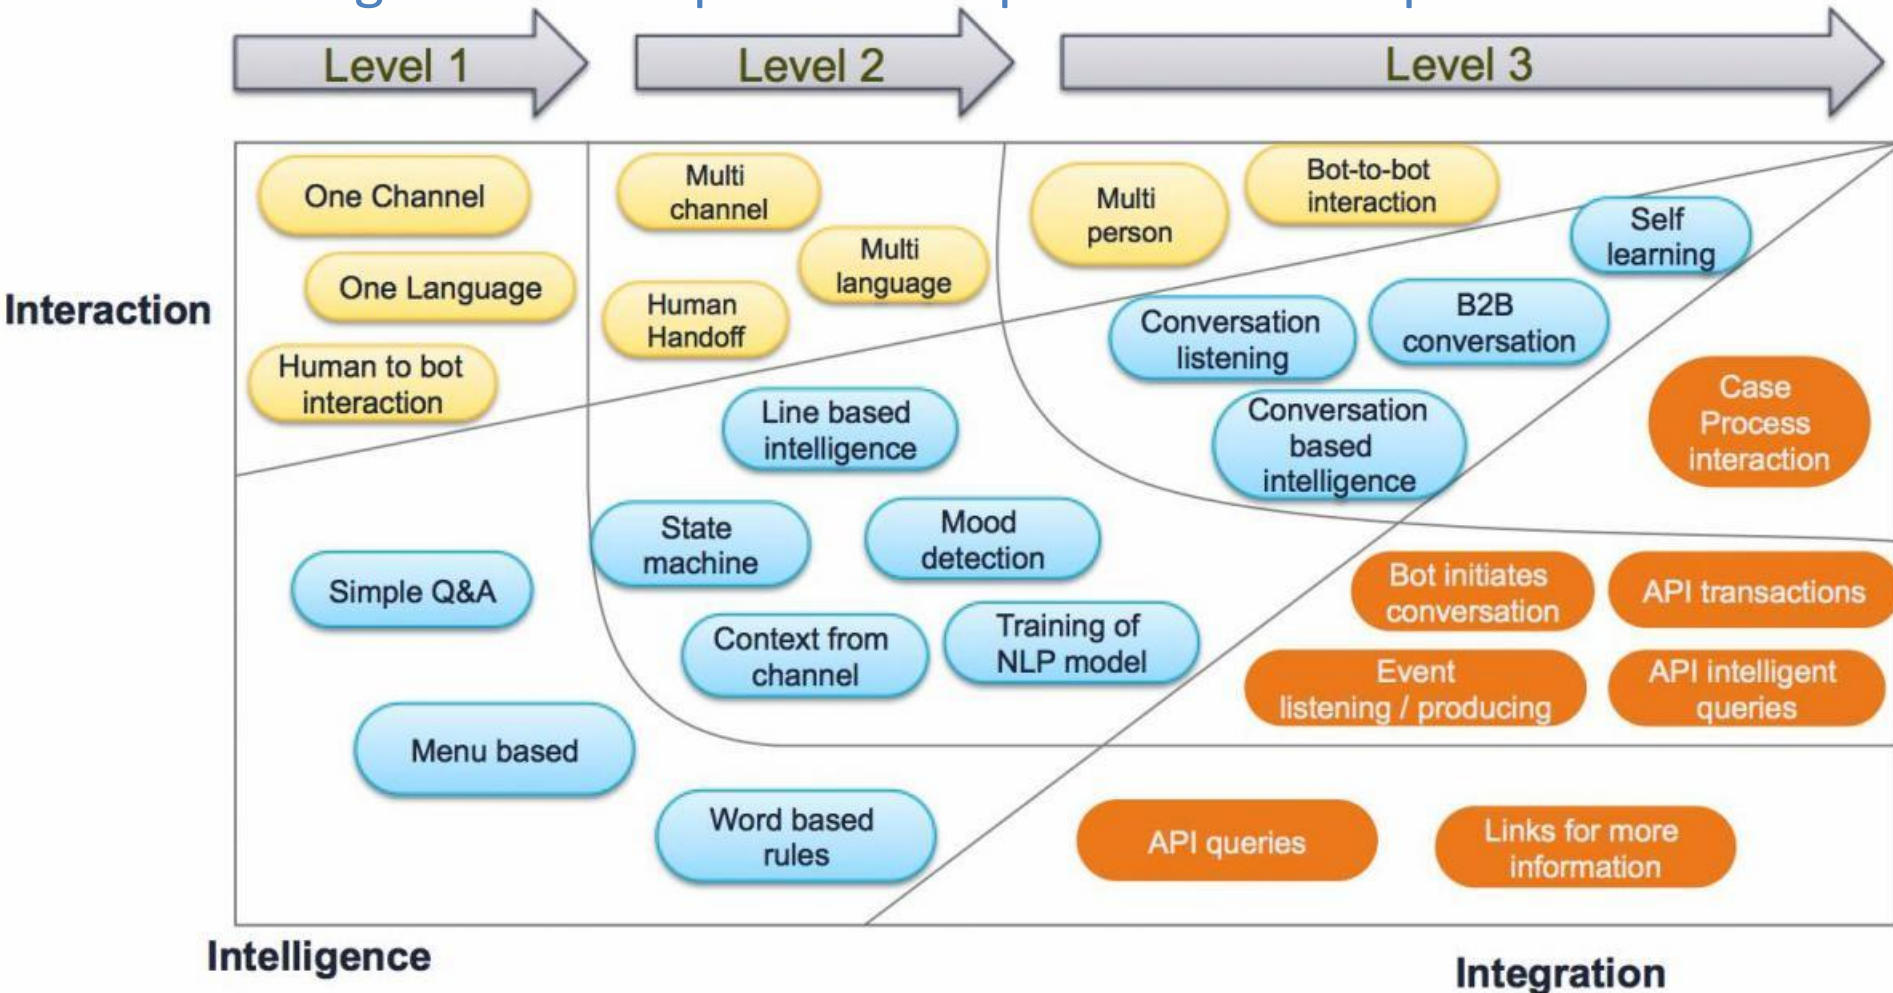 Level 1
Level 2
Level 3
One Channel
One Language
Human to bot
interaction
Multi
channel
Multi
language
Human
Handoff
Multi
person
Bot-to-bot
interaction
Interaction
Self
learning
Conversation
listening
B2B
conversation
Conversation
based
intelligence
Case
Process
interaction
Line based
intelligence
State
machine
Mood
detection
Simple Q&A
Context from
channel
Training of
NLP model
Bot initiates
conversation
API transactions
Event
listening / producing
API intelligent
queries
Menu based
Word based
rules
API queries
Links for more
information
Intelligence
Integration